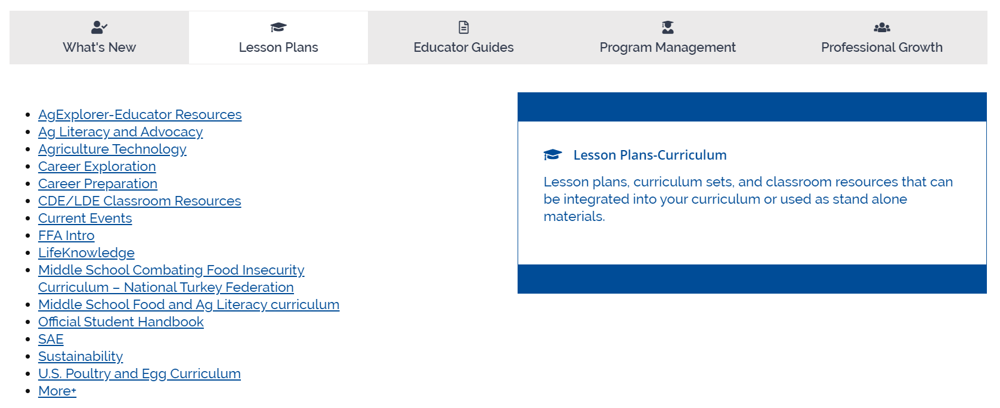 What's New
Lesson Plans
Educator Guides
Program Management
Professional Growth
AgExplorer-Educator Resources
Ag Literacy and Advocacy
Agriculture Technology
Career Exploration
Career Preparation
CDE/LDE Classroom Resources
Current Events
FFA Intro
LifeKnowledge
Middle School Combating Food Insecurity
Curriculum – National Turkey Federation
Middle School Food and Ag Literacy curriculum
Official Student Handbook
SAE
Sustainability
U.S. Poultry and Egg Curriculum
More+
Lesson Plans-Curriculum
Lesson plans, curriculum sets, and classroom resources that can
be integrated into your curriculum or used as stand alone
materials.